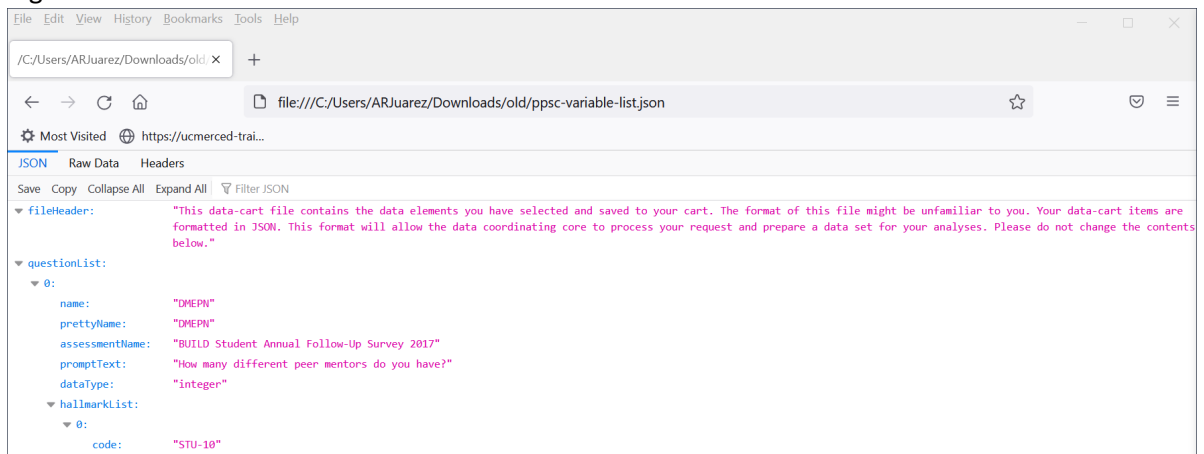 File Edit View History Bookmarks Tools Help
/C:/Users/ARJuarez/Downloads/old/
file:///C:/Users/ARJuarez/Downloads/old/ppsc-variable-list.json
Most Visited https://ucmerced-trai...
JSON Raw Data Headers
Save Copy Collapse All Expand All Filter JSON
fileHeader: "This data-cart file contains the data elements you have selected and saved to your cart. The format of this file might be unfamiliar to you. Your data-cart items are
formatted in JSON. This format will allow the data coordinating core to process your request and prepare a data set for your analyses. Please do not change the contents
below."
questionList:
0:
name: "DMEPN"
prettyName: "DMEPN"
assessmentName: "BUILD Student Annual Follow-Up Survey 2017"
promptText: "How many different peer mentors do you have?"
dataType: "integer"
hallmarkList:
0:
code: "STU-10"